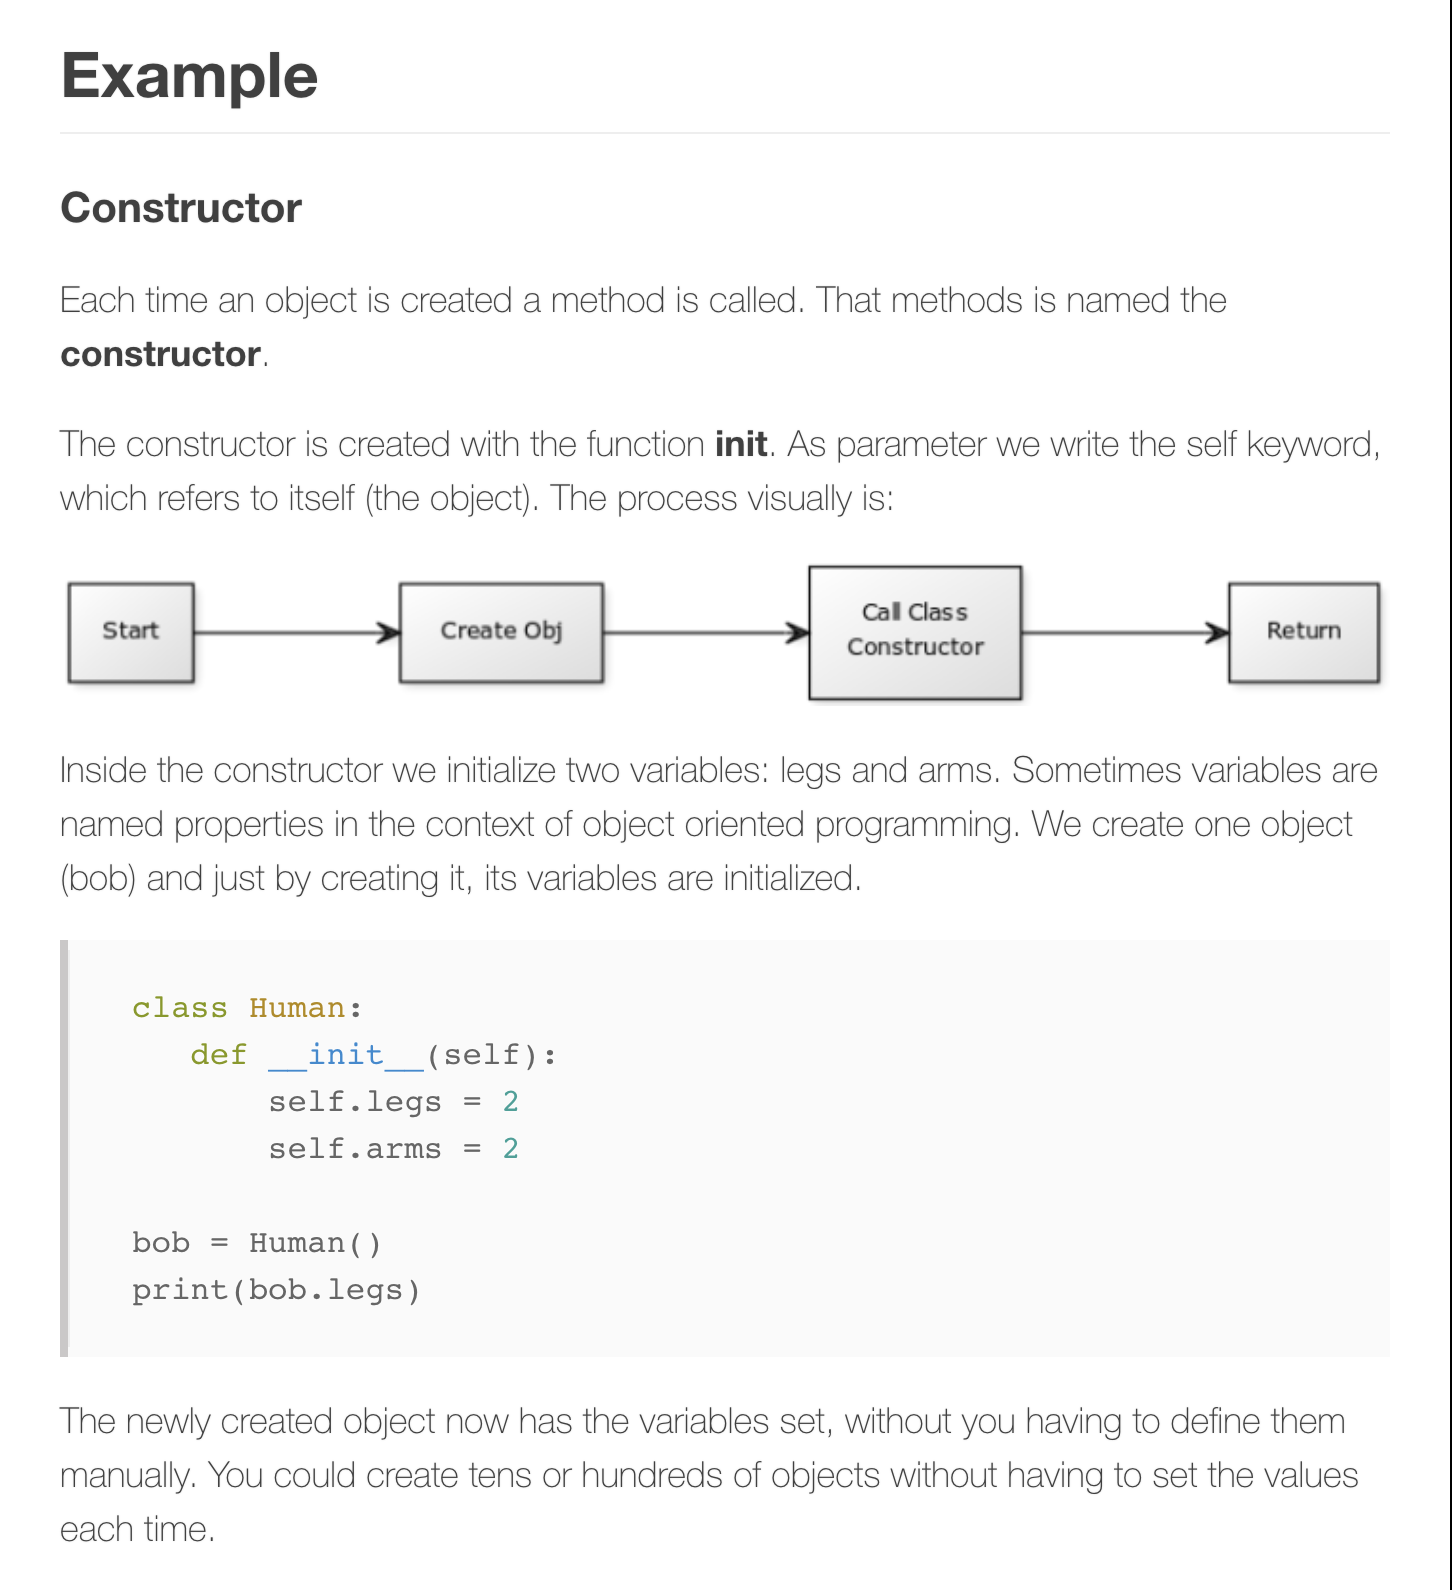 Example
Constructor
Each time an object is created a method is called. That methods is named the
constructor.
The constructor is created with the function init. As parameter we write the self keyword,
which refers to itself (the object). The process visually is:
Start
Create Obj
Call Class
Constructor
Return
Inside the constructor we initialize two variables: legs and arms. Sometimes variables are
named properties in the context of object oriented programming. We create one object
(bob) and just by creating it, its variables are initialized.
class Human:
   def __init__(self):
       self.legs = 2
       self.arms = 2
bob = Human()
print(bob.legs)
The newly created object now has the variables set, without you having to define them
manually. You could create tens or hundreds of objects without having to set the values
each time.